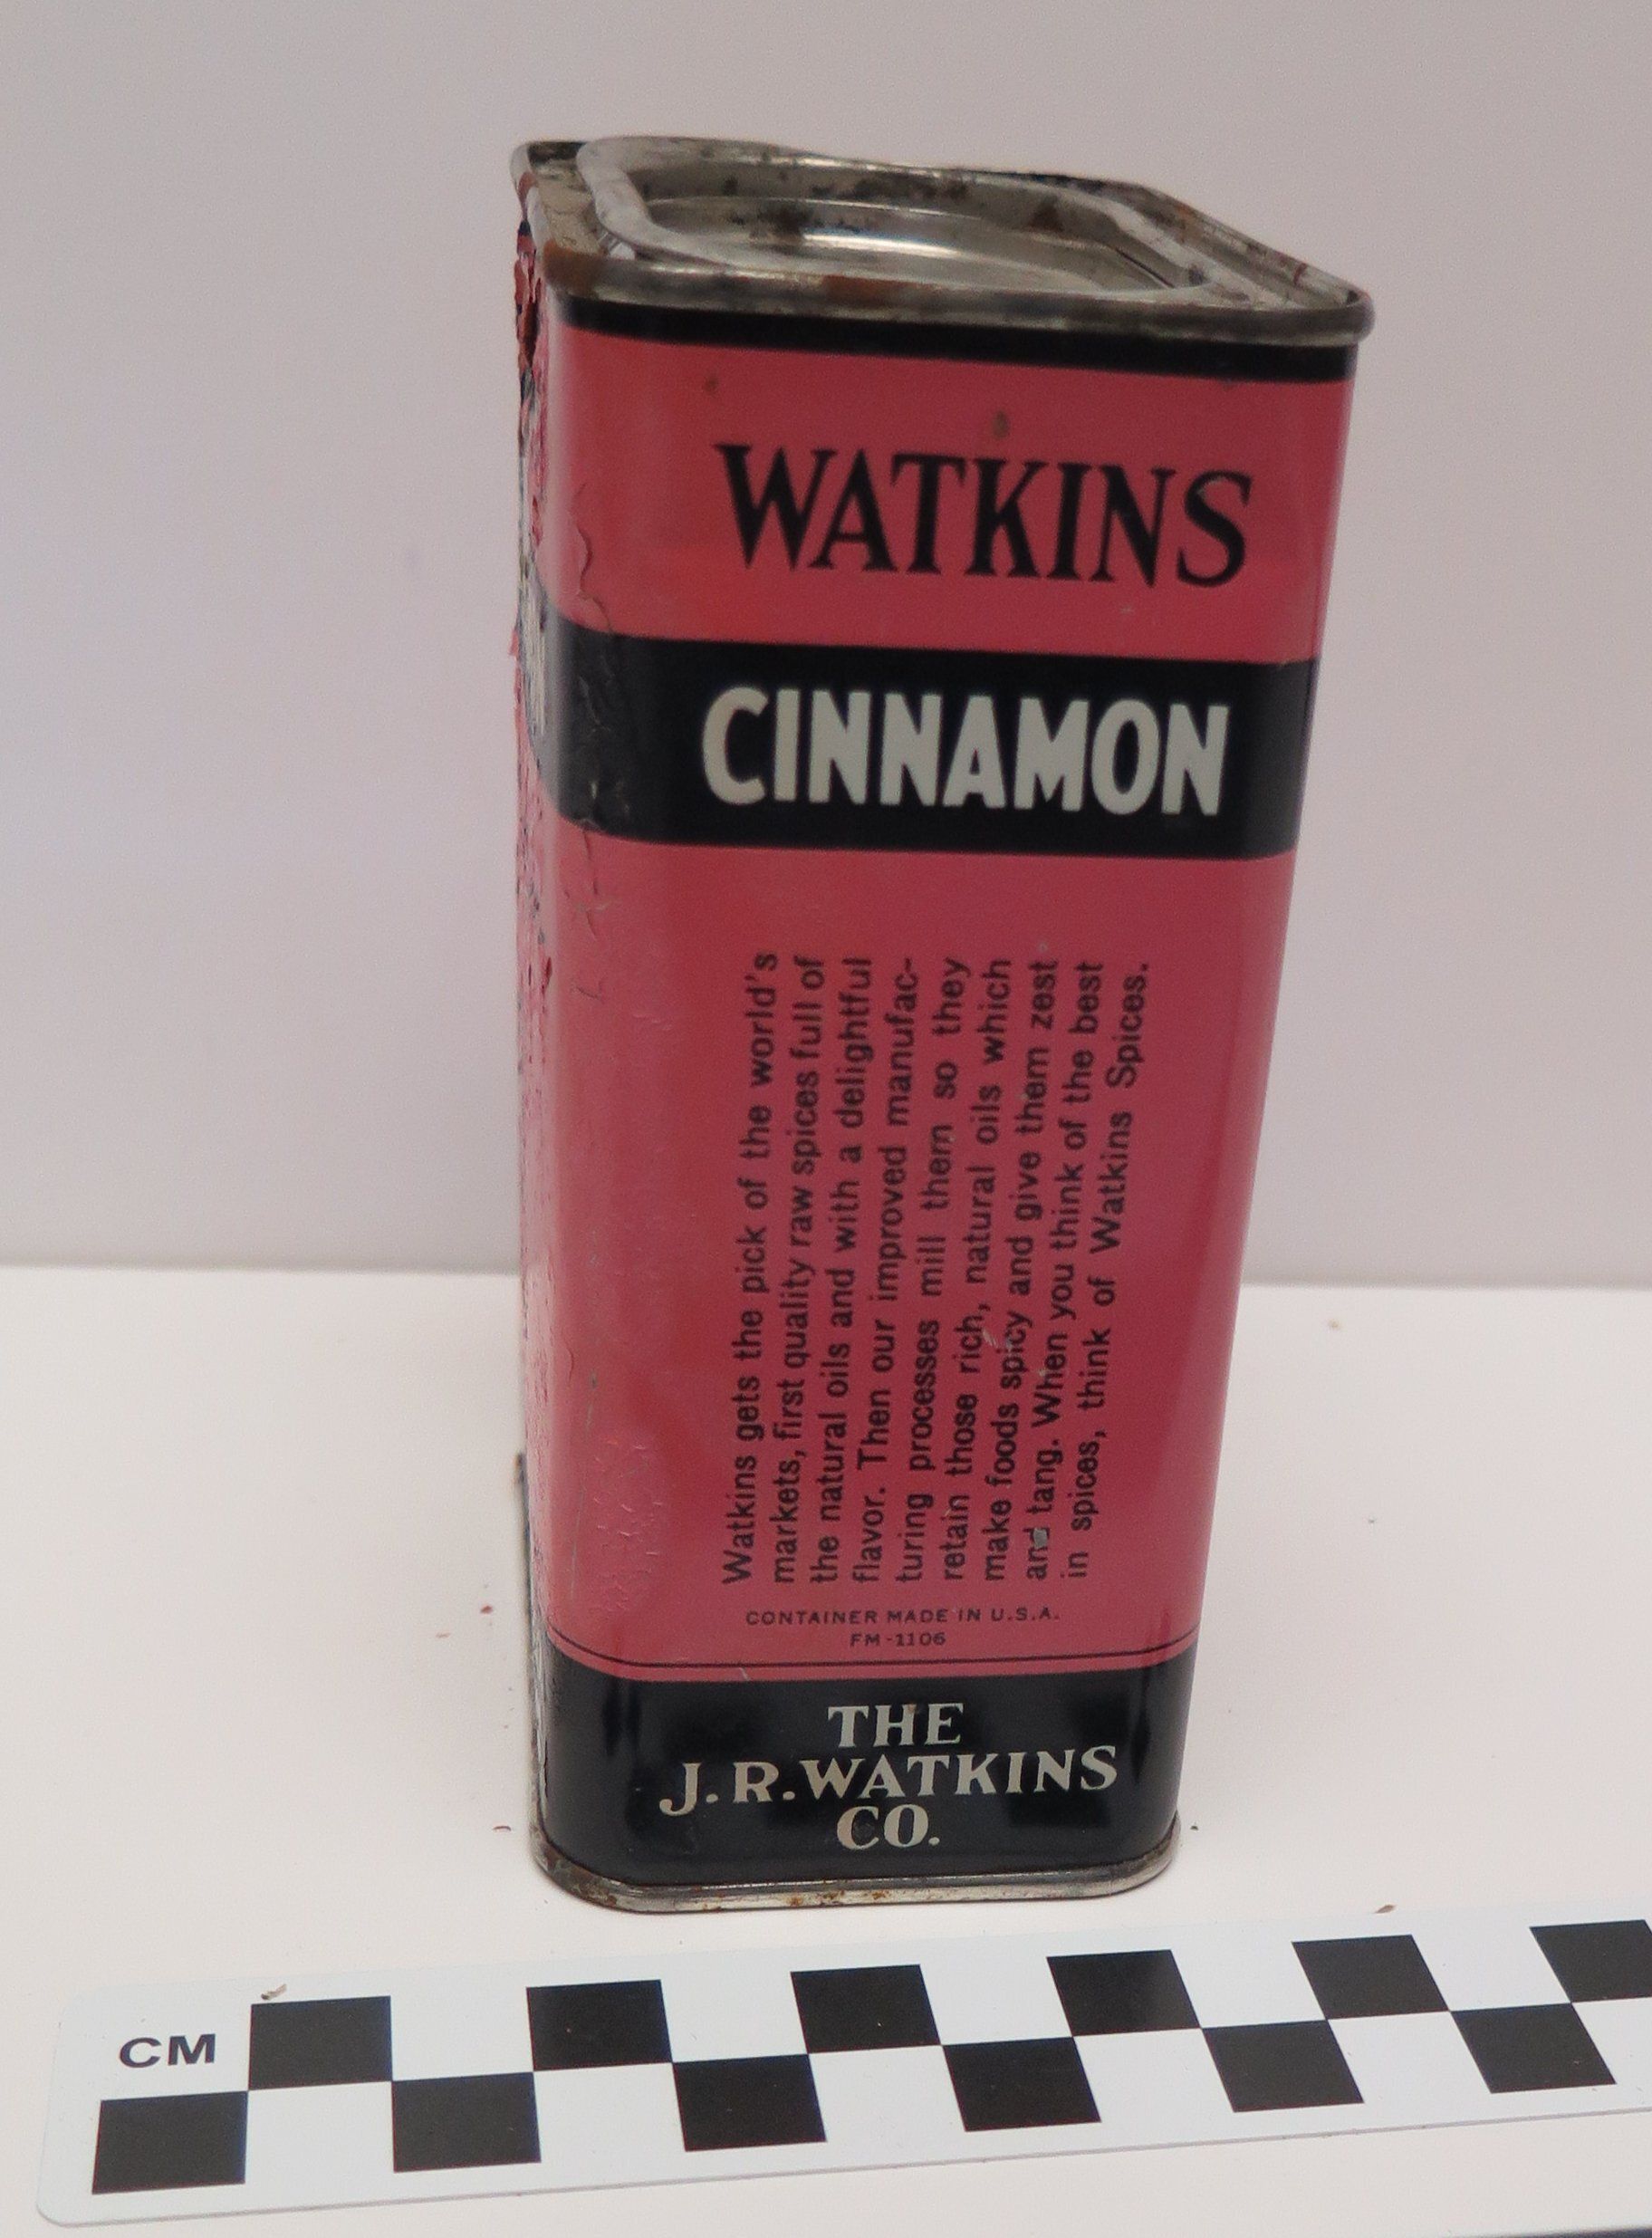 WATKINS
CINNAMON
Watkins gets the pick of the world's
markets, first quality raw spices full of
the natural oils and with a delightful
flavor. Then our improved manufac-
turing processes mill them so they
retain those rich, natural oils which
make foods spicy and give them zest
and tang. When you think of the best
in spices, think of Watkins Spices.
CONTAINER MADE IN U.S.A.
FM-1106
THE
J.R.WATKINS
CO.
CM